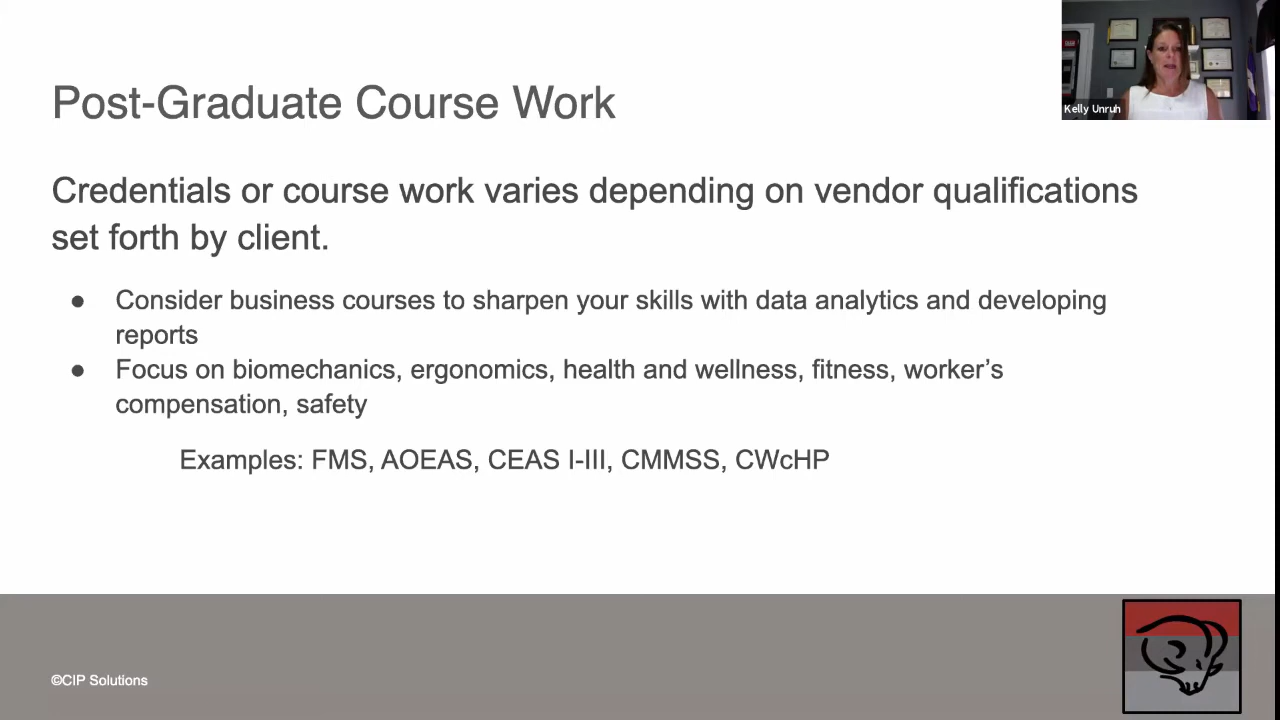 Post-Graduate Course Work
Kelly Unruh
Credentials or course work varies depending on vendor qualifications
set forth by client.
● Consider business courses to sharpen your skills with data analytics and developing
reports
● Focus on biomechanics, ergonomics, health and wellness, fitness, worker’s
compensation, safety
Examples: FMS, AOEAS, CEAS I-III, CMMSS, CWcHP
©CIP Solutions